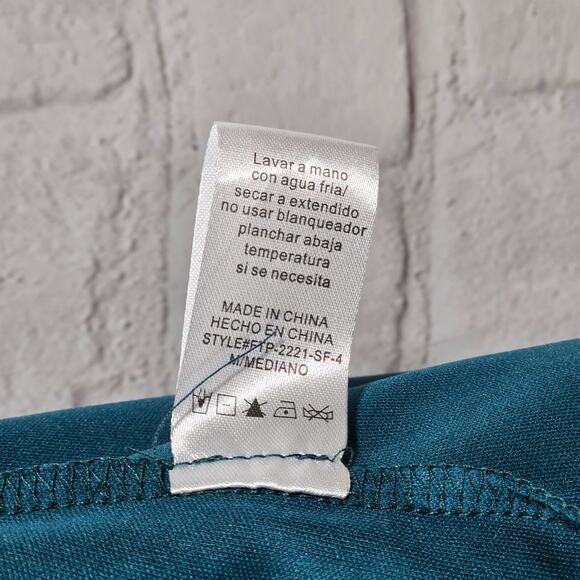 Lavar a mano
con agua fria/
secar a extendido
no usar blanqueador
planchar abaja
temperatura
si se necesita
MADE IN CHINA
HECHO EN CHINA
STYLE#F1P-2221-SF-4
M/MEDIANO